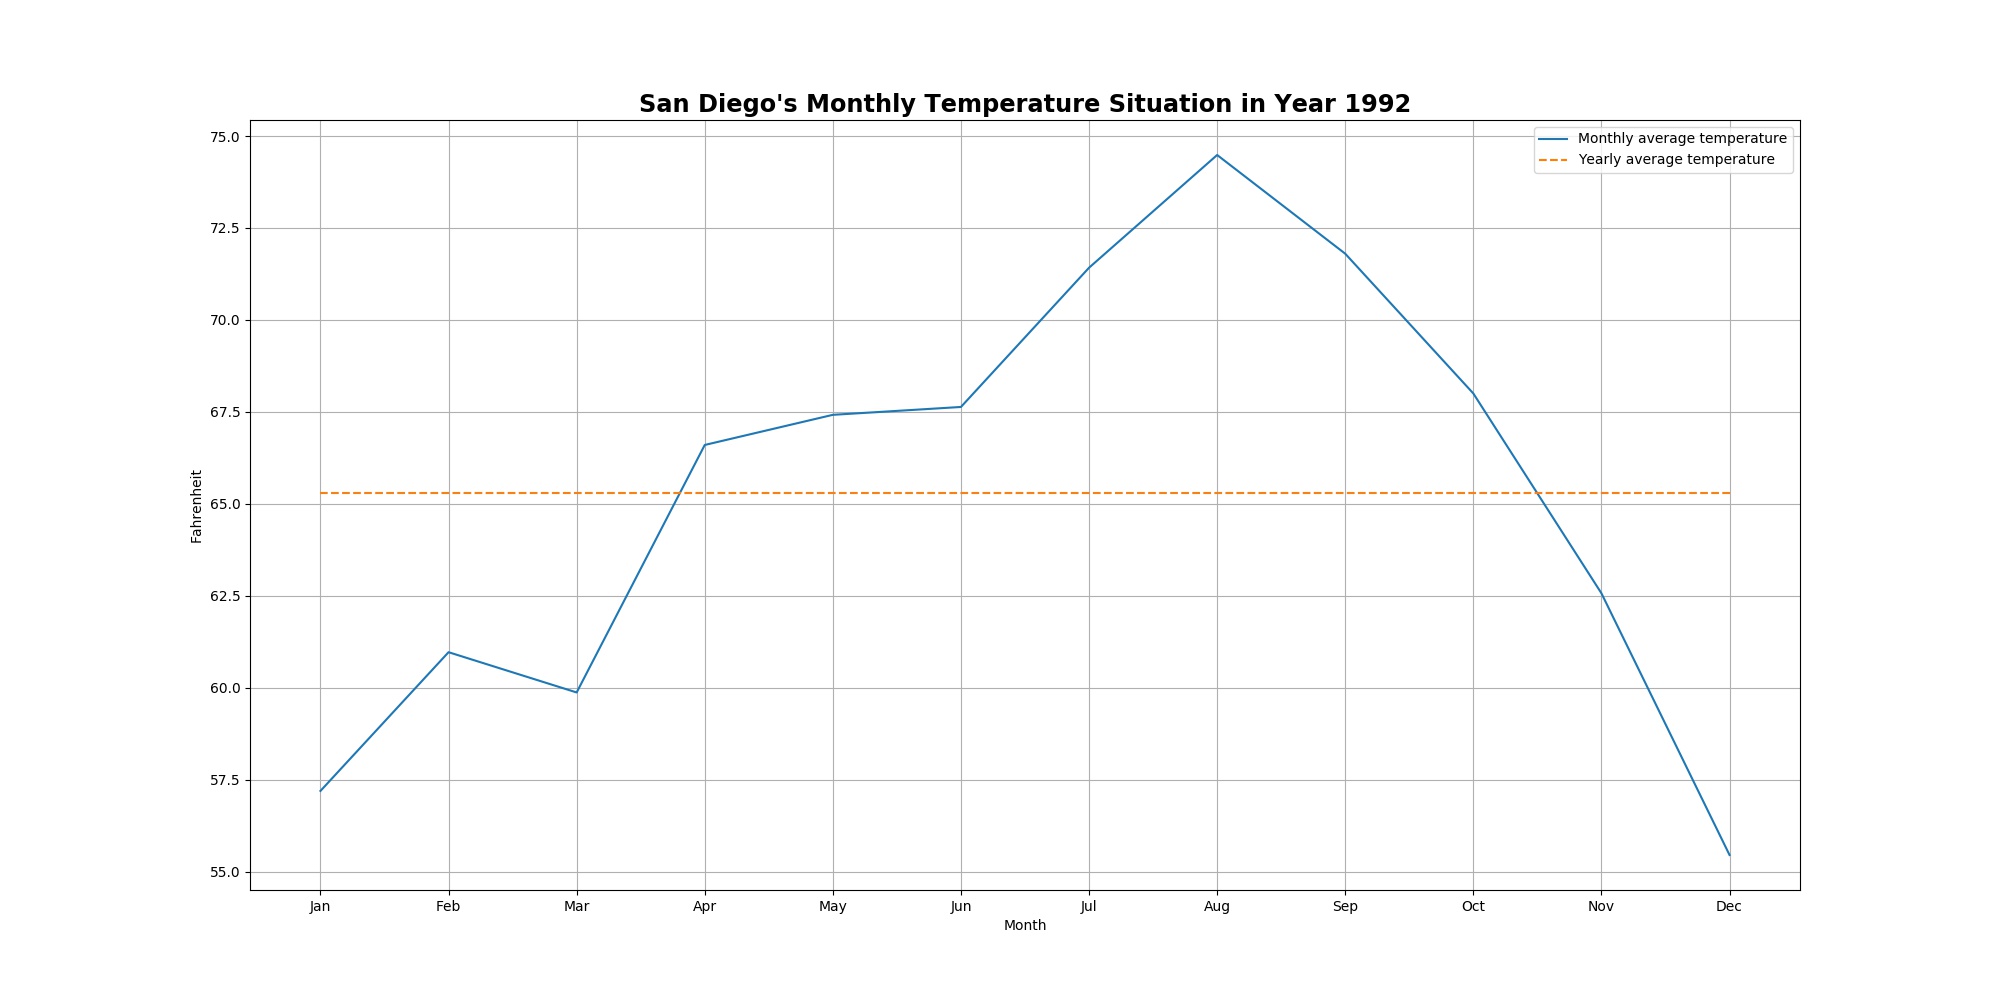 San Diego's Monthly Temperature Situation in Year 1992
Monthly average temperature
Yearly average temperature
75.0
72.5
70.0
67.5
65.0
62.5
60.0
57.5
55.0
Fahrenheit
Jan Feb Mar Apr May Jun Jul Aug Sep Oct Nov Dec
Month